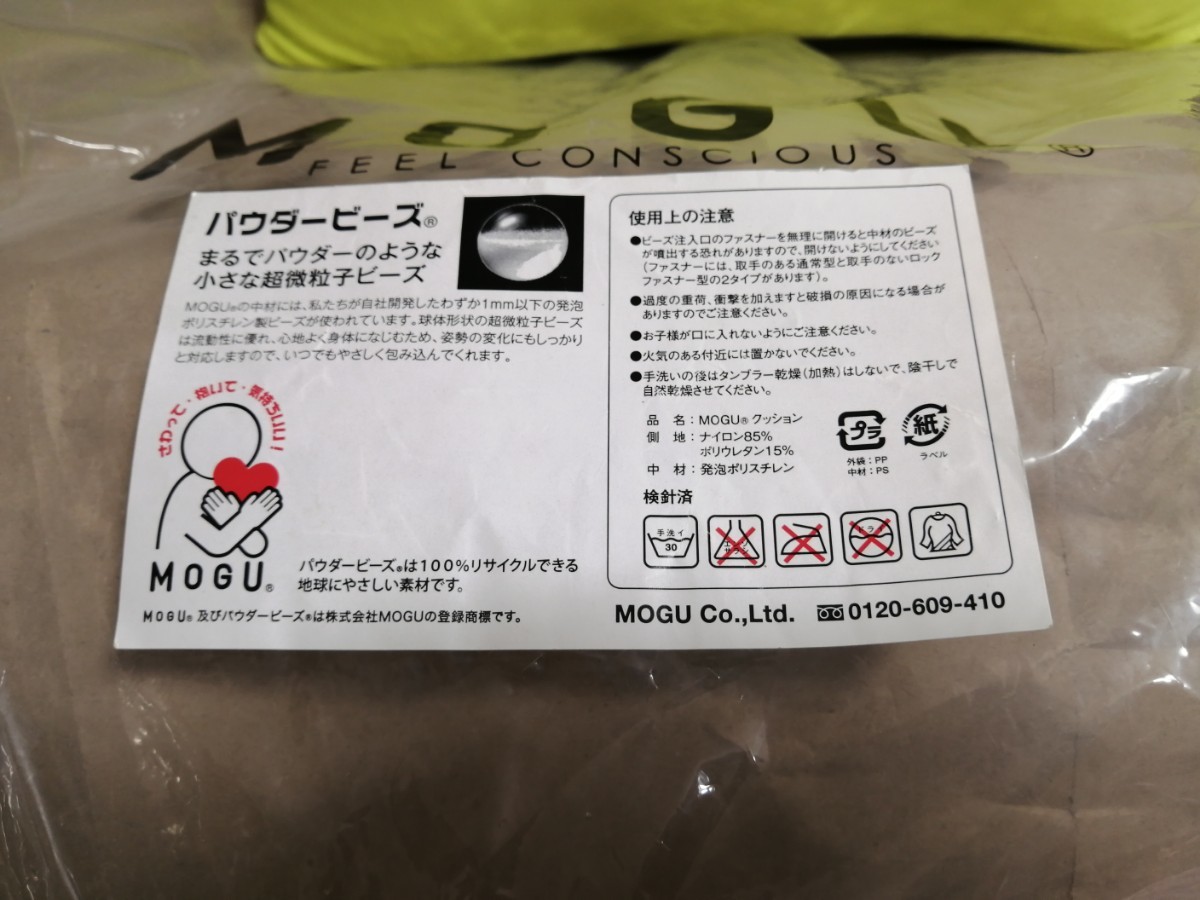 MOGU
FEEL CONSCIOUS ®
パウダービーズ®
まるでパウダーのような
小さな超微粒子ビーズ
MOGU®の中材には、私たちが自社開発したわずか1mm以下の発泡
ポリスチレン製ビーズが使われています。球体形状の超微粒子ビーズ
は流動性に優れ、心地よく身体になじむため、姿勢の変化にもしっかり
と対応しますので、いつでもやさしく包み込んでくれます。
さわって・抱いて・気持ちいい!
MOGU®
パウダービーズ®は100%リサイクルできる
地球にやさしい素材です。
MOGU®及びパウダービーズ®は株式会社MOGUの登録商標です。
使用上の注意
●ビーズ注入口のファスナーを無理に開けると中材のビーズ
が噴出する恐れがありますので、開けないようにしてください
(ファスナーには、取手のある通常型と取手のないロック
ファスナー型の2タイプがあります)。
●過度の重荷、衝撃を加えますと破損の原因になる場合が
ありますのでご注意ください。
●お子様が口に入れないようにご注意ください。
●火気のある付近には置かないでください。
●手洗いの後はタンブラー乾燥(加熱)はしないで、陰干しで
自然乾燥させてください。
品 名:MOGU®クッション
側 地:ナイロン85%
ポリウレタン15%
中 材:発泡ポリスチレン
プラ
外袋:PP
中材:PS
紙
ラベル
検針済
手洗イ
30
エンソ
サラシ
ドライ
MOGU Co.,Ltd. 0120-609-410